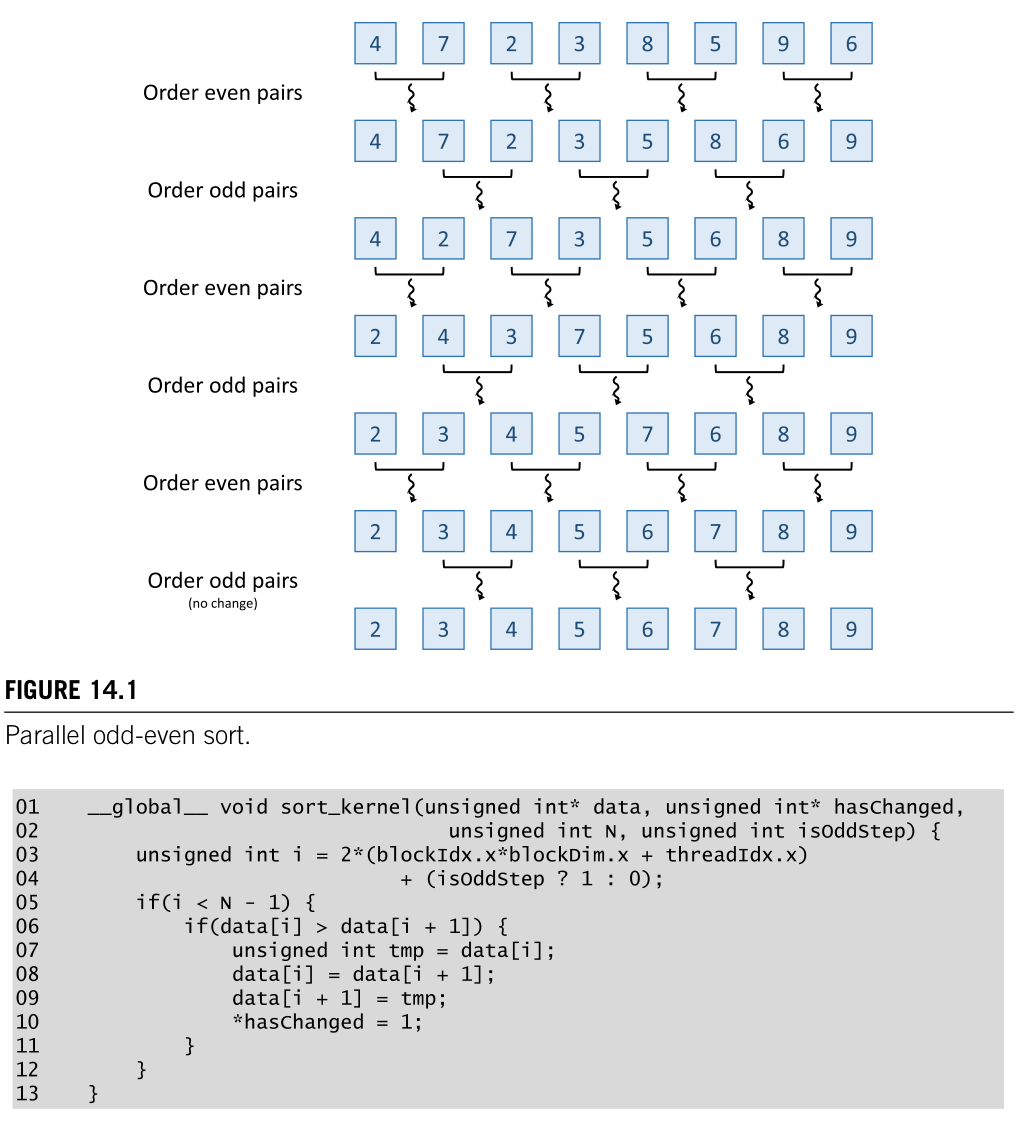 4 7 2 3 8 5 9 6
Order even pairs
4 7 2 3 5 8 6 9
Order odd pairs
4 2 7 3 5 6 8 9
Order even pairs
2 4 3 7 5 6 8 9
Order odd pairs
2 3 4 5 7 6 8 9
Order even pairs
2 3 4 5 6 7 8 9
Order odd pairs
(no change)
2 3 4 5 6 7 8 9
FIGURE 14.1
Parallel odd-even sort.
01 __global__ void sort_kernel(unsigned int* data, unsigned int* hasChanged,
02 unsigned int N, unsigned int isOddStep) {
03 unsigned int i = 2*(blockIdx.x*blockDim.x + threadIdx.x)
04 + (isOddStep ? 1 : 0);
05 if(i < N - 1) {
06 if(data[i] > data[i + 1]) {
07 unsigned int tmp = data[i];
08 data[i] = data[i + 1];
09 data[i + 1] = tmp;
10 *hasChanged = 1;
11 }
12 }
13 }